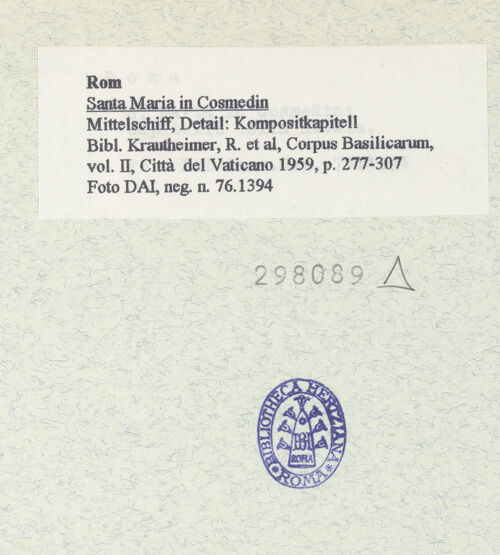 Rom
Santa Maria in Cosmedin
Mittelschiff, Detail: Kompositkapitell
Bibl. Krautheimer, R. et al, Corpus Basilicarum,
vol. II, Città del Vaticano 1959, p. 277-307
Foto DAI, neg. n. 76.1394
298089
BIBLIOTHECA HERTZIANA
ROMA
* ROMA *